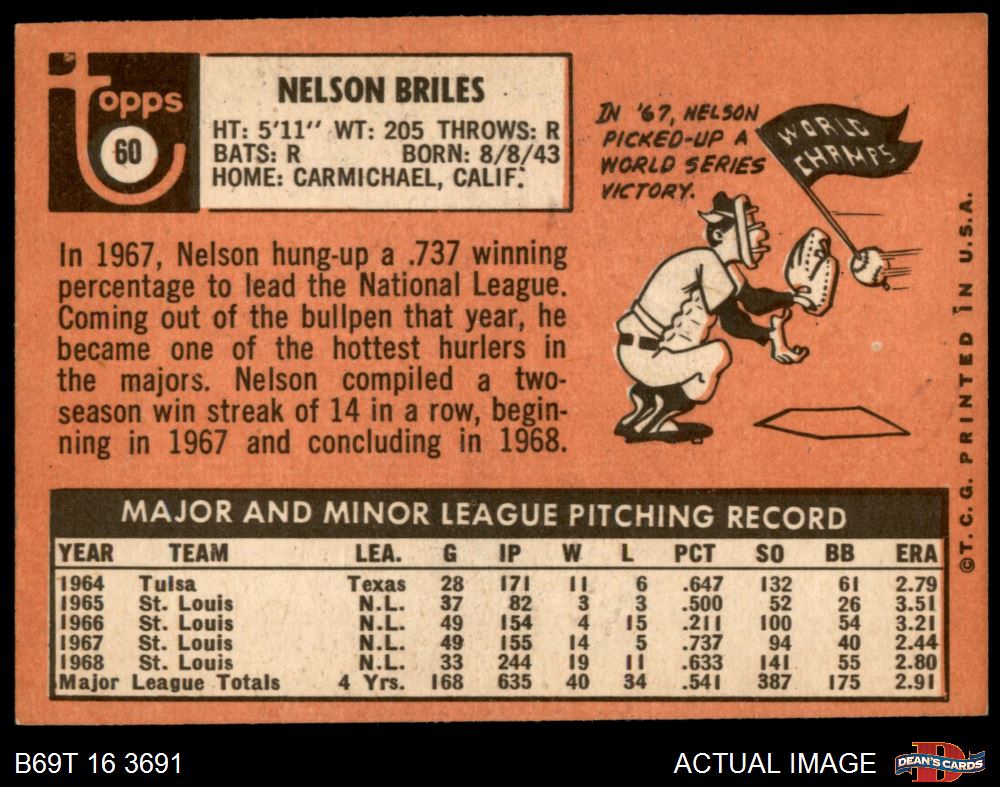 topps
60
NELSON BRILES
HT: 5'11" WT: 205 THROWS: R
BATS: R BORN: 8/8/43
HOME: CARMICHAEL, CALIF.
IN '67, NELSON
PICKED-UP A
WORLD SERIES
VICTORY.
WORLD
CHAMPS
In 1967, Nelson hung-up a .737 winning
percentage to lead the National League.
Coming out of the bullpen that year, he
became one of the hottest hurlers in
the majors. Nelson compiled a two-
season win streak of 14 in a row, begin-
ning in 1967 and concluding in 1968.
©T. C. G. PRINTED IN U.S.A.
MAJOR AND MINOR LEAGUE PITCHING RECORD
YEAR TEAM LEA. G IP W L PCT SO BB ERA
1964 Tulsa Texas 28 171 11 6 .647 132 61 2.79
1965 St. Louis N.L. 37 82 3 3 .500 52 26 3.51
1966 St. Louis N.L. 49 154 4 15 .211 100 54 3.21
1967 St. Louis N.L. 49 155 14 5 .737 94 40 2.44
1968 St. Louis N.L. 33 244 19 11 .633 141 55 2.80
Major League Totals 4 Yrs. 168 635 40 34 .541 387 175 2.91
B69T 16 3691
ACTUAL IMAGE
D
DEAN'S CARDS